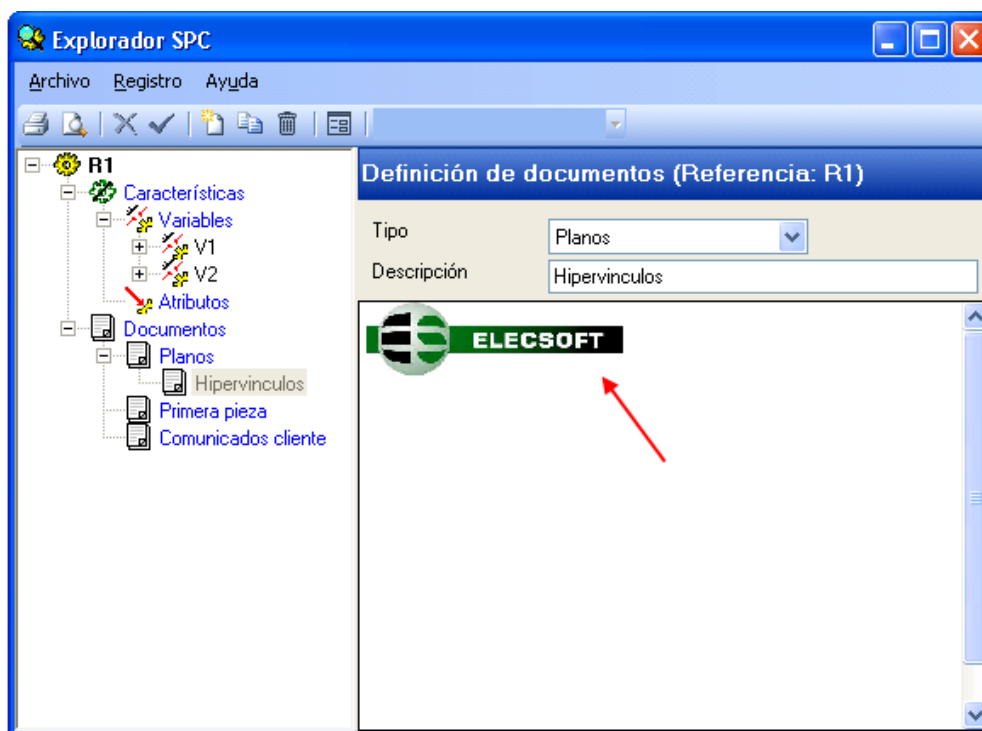 Explorador SPC
Archivo Registro Ayuda
R1
Características
Variables
V1
V2
Atributos
Documentos
Planos
Hipervinculos
Primera pieza
Comunicados cliente
Definición de documentos (Referencia: R1)
Tipo Planos
Descripción Hipervinculos
ES ELECSOFT